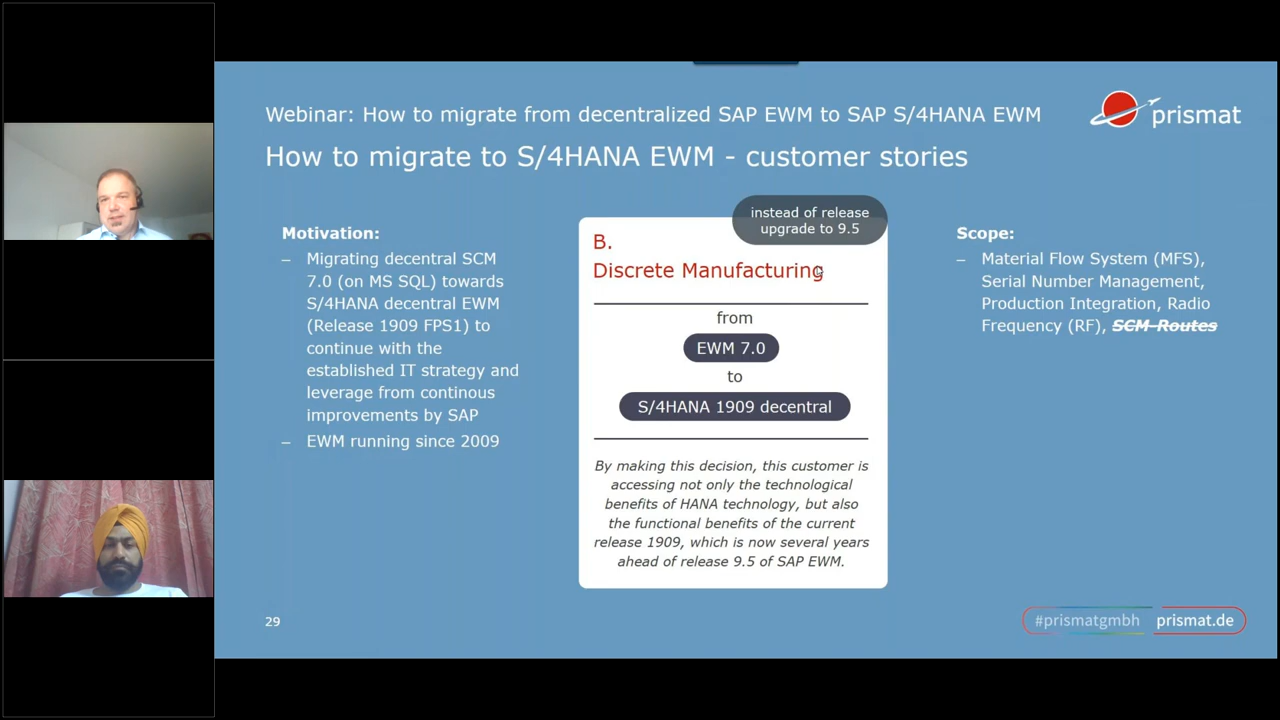 Webinar: How to migrate from decentralized SAP EWM to SAP S/4HANA EWM
prismat
How to migrate to S/4HANA EWM - customer stories
Motivation:
– Migrating decentral SCM
7.0 (on MS SQL) towards
S/4HANA decentral EWM
(Release 1909 FPS1) to
continue with the
established IT strategy and
leverage from continous
improvements by SAP
– EWM running since 2009
instead of release
upgrade to 9.5
B.
Discrete Manufacturing
from
EWM 7.0
to
S/4HANA 1909 decentral
By making this decision, this customer is
accessing not only the technological
benefits of HANA technology, but also
the functional benefits of the current
release 1909, which is now several years
ahead of release 9.5 of SAP EWM.
Scope:
– Material Flow System (MFS),
Serial Number Management,
Production Integration, Radio
Frequency (RF), SCM-Routes
29
#prismatgmbh prismat.de